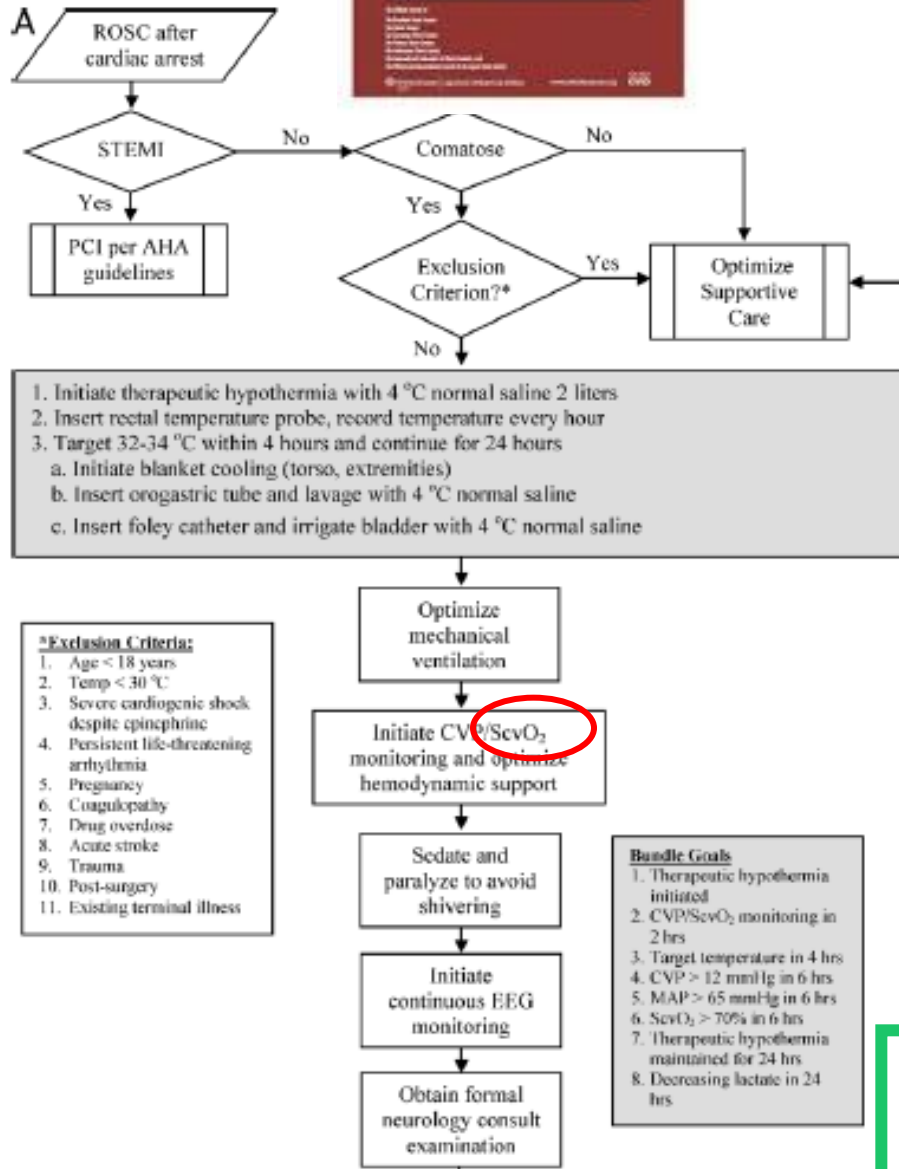 A
ROSC after
cardiac arrest
STEMI
No
Comatose
No
Yes
Yes
PCI per AHA
guidelines
Exclusion
Criterion?*
Yes
Optimize
Supportive
Care
No
1. Initiate therapeutic hypothermia with 4 °C normal saline 2 liters
2. Insert rectal temperature probe, record temperature every hour
3. Target 32-34 °C within 4 hours and continue for 24 hours
a. Initiate blanket cooling (torso, extremities)
b. Insert orogastric tube and lavage with 4 °C normal saline
c. Insert foley catheter and irrigate bladder with 4 °C normal saline
Optimize
mechanical
ventilation
*Exclusion Criteria:
1. Age < 18 years
2. Temp < 30 °C
3. Severe cardiogenic shock
despite epinephrine
4. Persistent life-threatening
arrhythmia
5. Pregnancy
6. Coagulopathy
7. Drug overdose
8. Acute stroke
9. Trauma
10. Post-surgery
11. Existing terminal illness
Initiate CVP/ScvO₂
monitoring and optimize
hemodynamic support
Sedate and
paralyze to avoid
shivering
Bundle Goals
1. Therapeutic hypothermia
initiated
2. CVP/ScvO₂ monitoring in
2 hrs
3. Target temperature in 4 hrs
4. CVP > 12 mmHg in 6 hrs
5. MAP > 65 mmHg in 6 hrs
6. ScvO₂ > 70% in 6 hrs
7. Therapeutic hypothermia
maintained for 24 hrs
8. Decreasing lactate in 24
hrs
Initiate
continuous EEG
monitoring
Obtain formal
neurology consult
examination